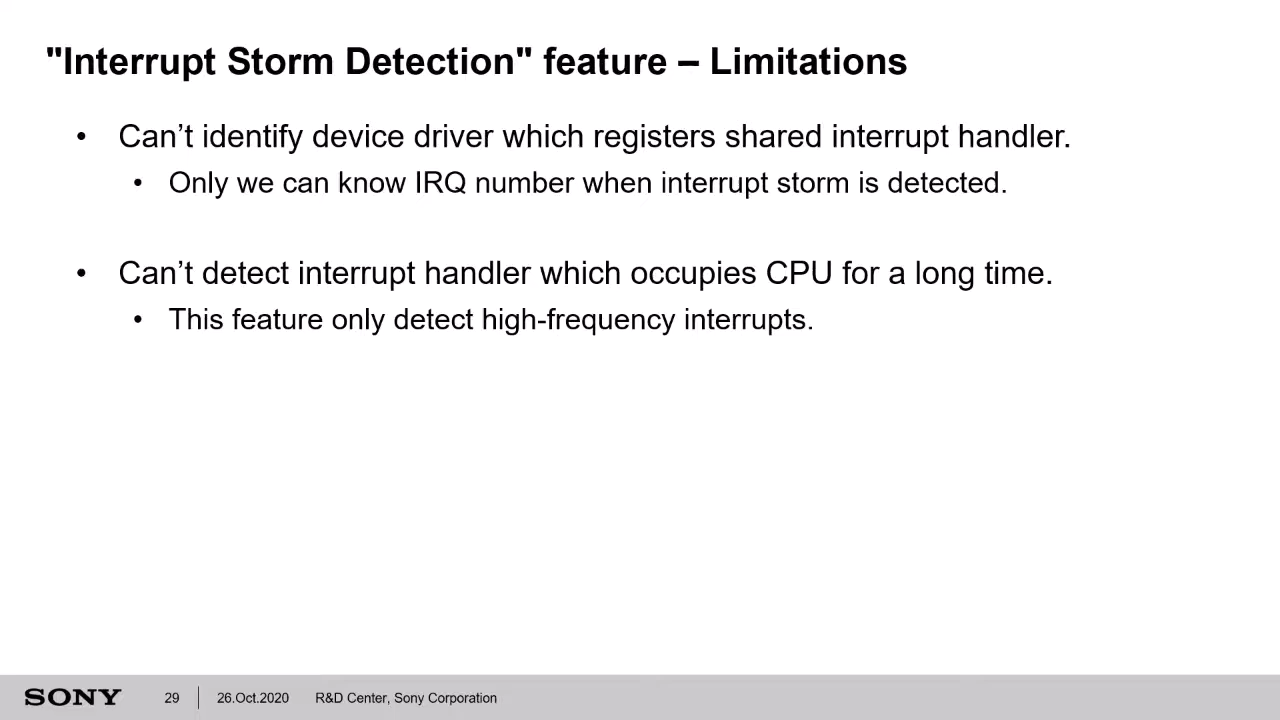 "Interrupt Storm Detection" feature – Limitations
• Can’t identify device driver which registers shared interrupt handler.
• Only we can know IRQ number when interrupt storm is detected.
• Can’t detect interrupt handler which occupies CPU for a long time.
• This feature only detect high-frequency interrupts.
SONY 29 26.Oct.2020 R&D Center, Sony Corporation